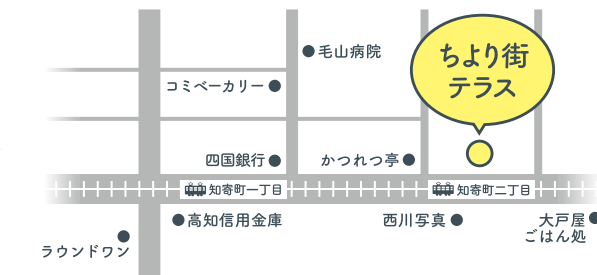 毛山病院
ちより街
テラス
コミベーカリー
四国銀行
かつれつ亭
知寄町一丁目
知寄町二丁目
高知信用金庫
西川写真
大戸屋
ごはん処
ラウンドワン